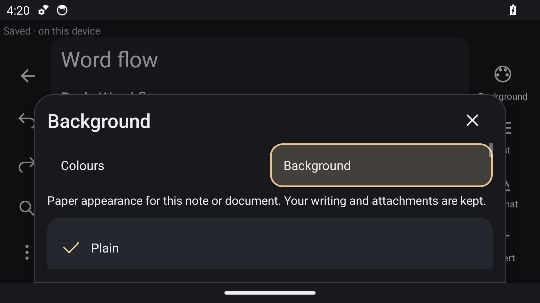 4:20
Saved · on this device
Word flow
Background
Background
Colours
Background
Paper appearance for this note or document. Your writing and attachments are kept.
Plain